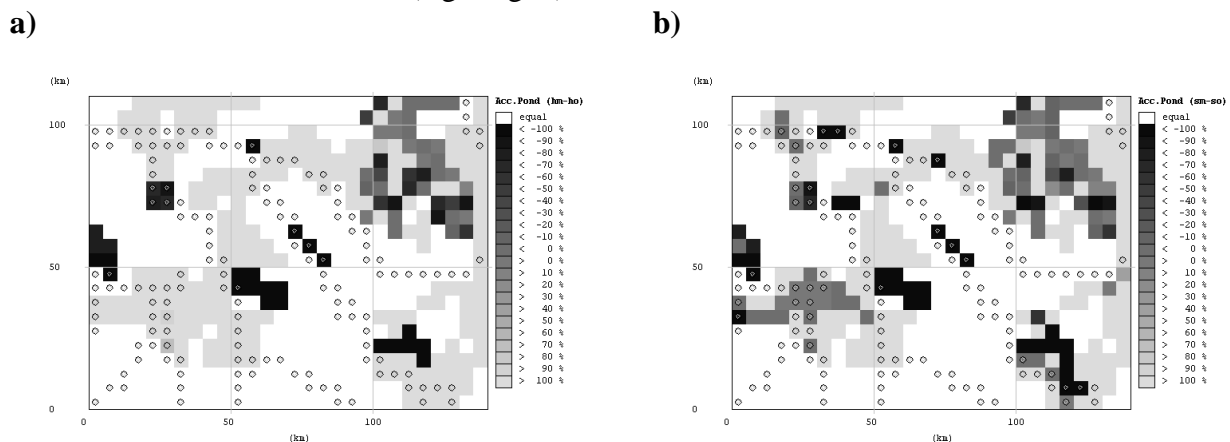 a)
b)
(km)
100
50
0
0
50
100
(km)
Acc.Pond (hm-ho)
equal
< -100 %
< -90 %
< -80 %
< -70 %
< -60 %
< -50 %
< -40 %
< -30 %
< -20 %
< -10 %
< 0 %
> 0 %
> 10 %
> 20 %
> 30 %
> 40 %
> 50 %
> 60 %
> 70 %
> 80 %
> 90 %
> 100 %
(km)
100
50
0
0
50
100
(km)
Acc.Pond (sm-so)
equal
< -100 %
< -90 %
< -80 %
< -70 %
< -60 %
< -50 %
< -40 %
< -30 %
< -20 %
< -10 %
< 0 %
> 0 %
> 10 %
> 20 %
> 30 %
> 40 %
> 50 %
> 60 %
> 70 %
> 80 %
> 90 %
> 100 %